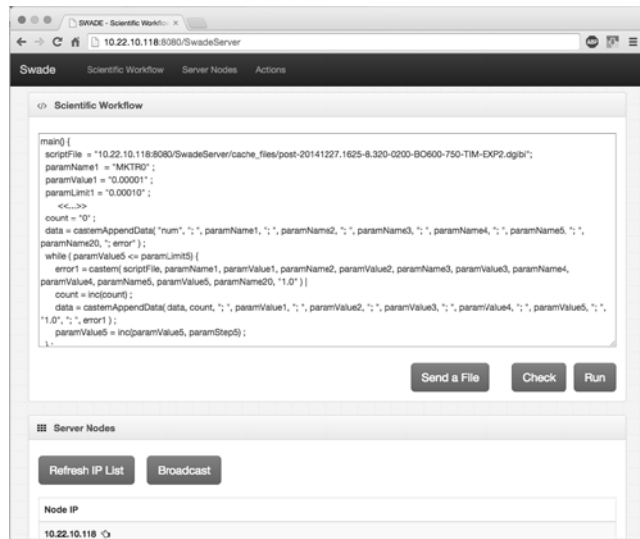 SWADE - Scientific Workflo
10.22.10.118:8080/SwadeServer
ABP
Swade Scientific Workflow Server Nodes Actions
</> Scientific Workflow
main() {
scriptFile = "10.22.10.118:8080/SwadeServer/cache_files/post-20141227.1625-8.320-0200-BO600-750-TIM-EXP2.dgibi";
paramName1 = "MKTR0" ;
paramValue1 = "0.00001" ;
paramLimit1 = "0.00010" ;
<<...>>
count = "0" ;
data = castemAppendData( "num", "; ", paramName1, "; ", paramName2, "; ", paramName3, "; ", paramName4, "; ", paramName5, "; ",
paramName20, "; error" ) ;
while ( paramValue5 <= paramLimit5) {
error1 = castem( scriptFile, paramName1, paramValue1, paramName2, paramValue2, paramName3, paramValue3, paramName4,
paramValue4, paramName5, paramValue5, paramName20, "1.0" ) |
count = inc(count) ;
data = castemAppendData( data, count, "; ", paramValue1, "; ", paramValue2, "; ", paramValue3, "; ", paramValue4, "; ", paramValue5, "; ",
"1.0", "; ", error1 ) ;
paramValue5 = inc(paramValue5, paramStep5) ;
Send a File Check Run
Server Nodes
Refresh IP List Broadcast
Node IP
10.22.10.118